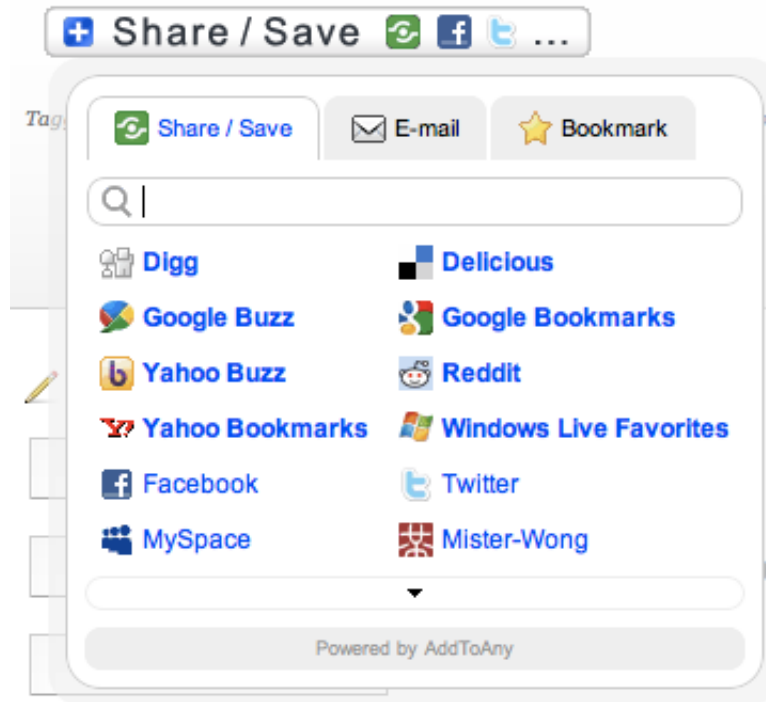 Share / Save ...
Tag
Share / Save E-mail Bookmark
Digg Delicious
Google Buzz Google Bookmarks
Yahoo Buzz Reddit
Yahoo Bookmarks Windows Live Favorites
Facebook Twitter
MySpace Mister-Wong
Powered by AddToAny